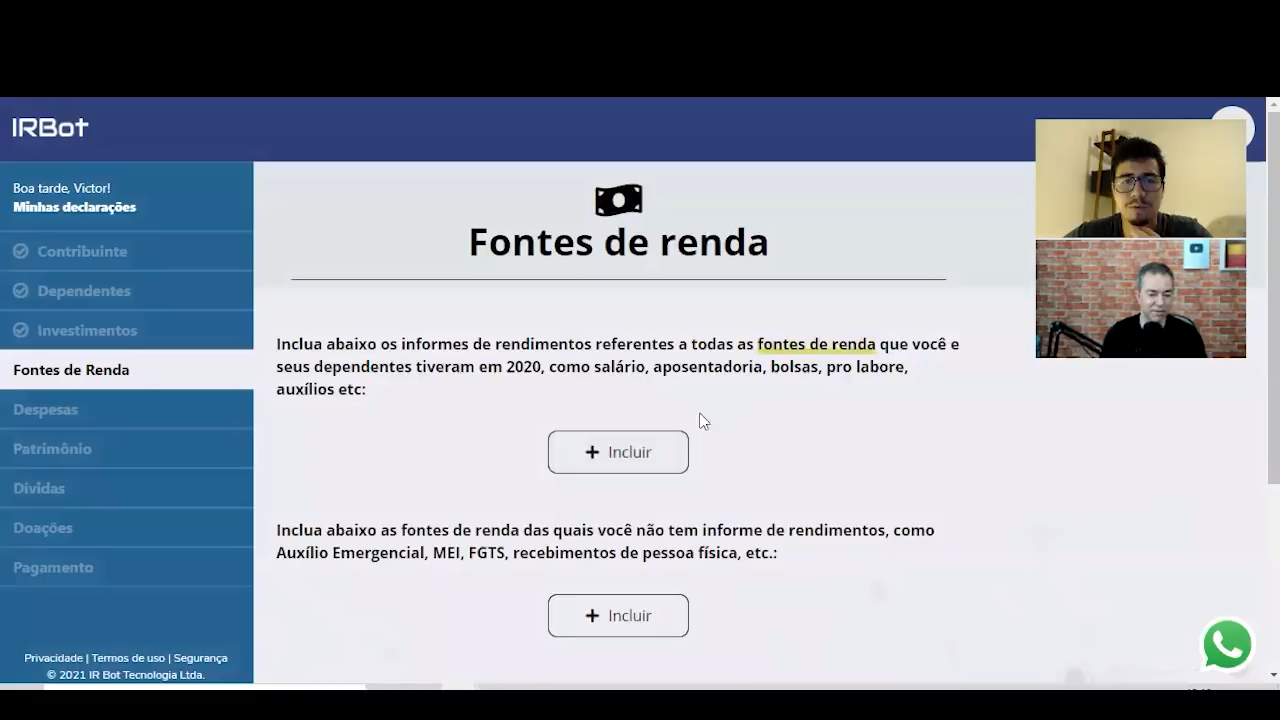 IRBot
Boa tarde, Victor!
Minhas declarações
Contribuinte
Dependentes
Investimentos
Fontes de Renda
Despesas
Patrimônio
Dívidas
Doações
Pagamento
Privacidade | Termos de uso | Segurança
© 2021 IR Bot Tecnologia Ltda.
Fontes de renda
Inclua abaixo os informes de rendimentos referentes a todas as fontes de renda que você e
seus dependentes tiveram em 2020, como salário, aposentadoria, bolsas, pro labore,
auxílios etc:
+ Incluir
Inclua abaixo as fontes de renda das quais você não tem informe de rendimentos, como
Auxílio Emergencial, MEI, FGTS, recebimentos de pessoa física, etc.:
+ Incluir